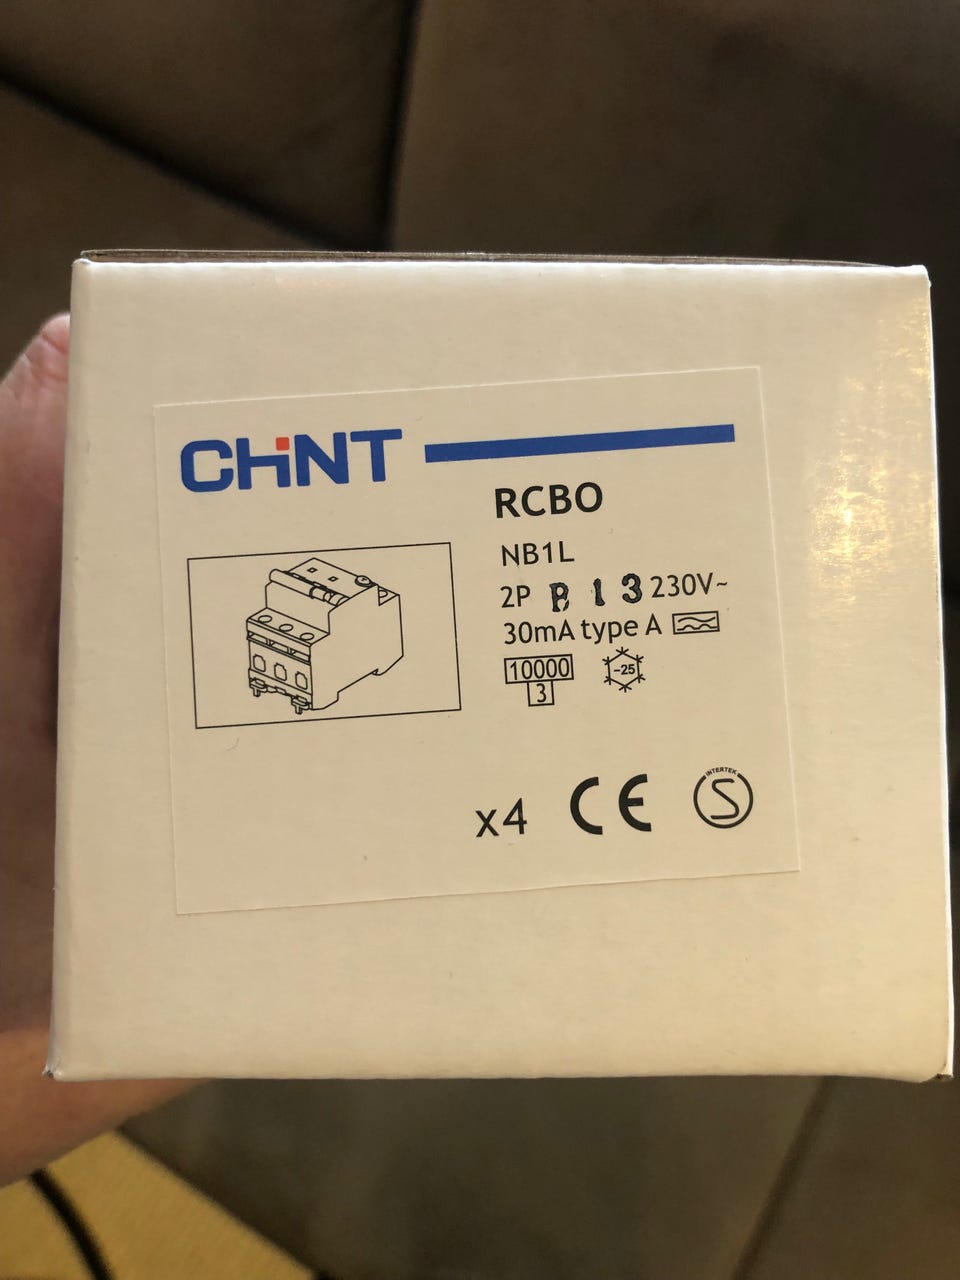 CHINT
RCBO
NB1L
2P B 13 230V~
30mA type A
10000
3
-25
x4 CE
INTERTEK
S